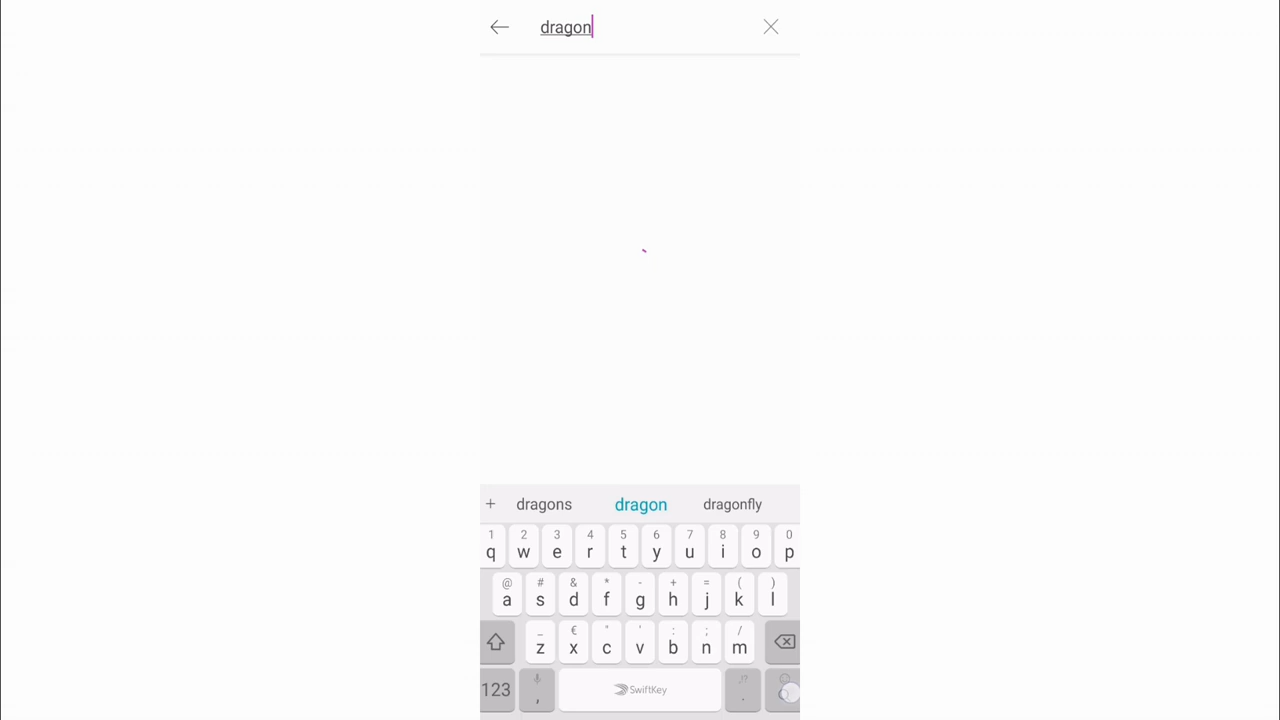 dragon
+ dragons dragon dragonfly
1 2 3 4 5 6 7 8 9 0
q w e r t y u i o p
@ # & * - + = ( )
a s d f g h j k l
_ € " ' : ; /
z x c v b n m
123 , SwiftKey !? .